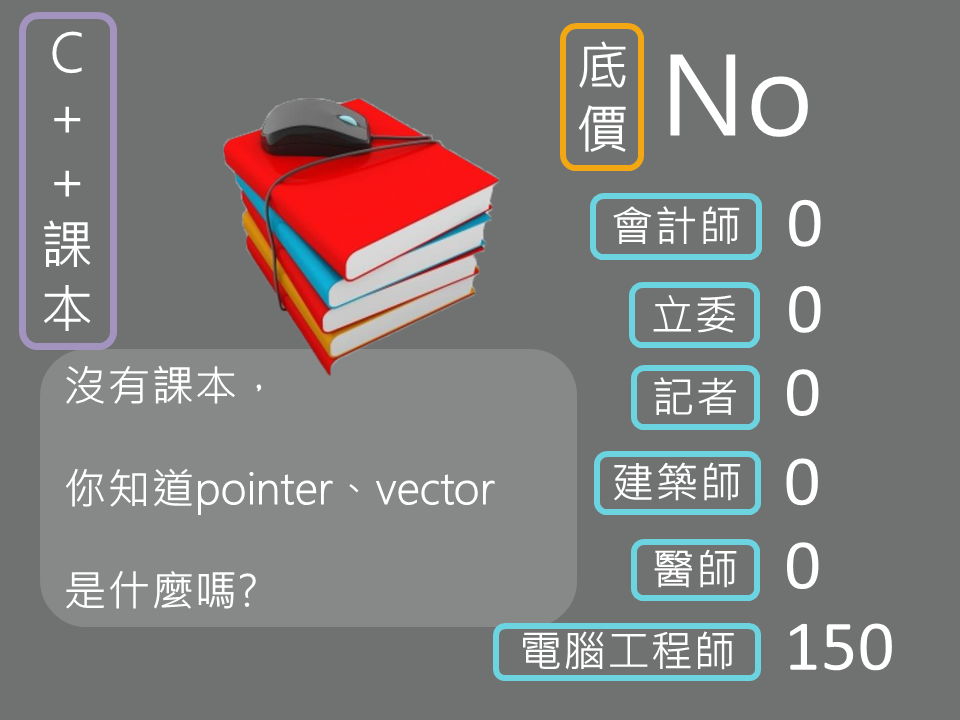 C++課本
底價
No
會計師 0
立委 0
記者 0
建築師 0
醫師 0
電腦工程師 150
沒有課本，
你知道pointer、vector
是什麼嗎?